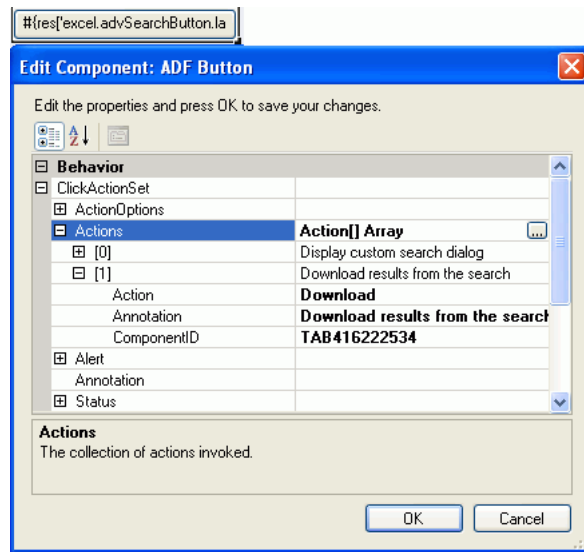 #{res['excel.advSearchButton.la
Edit Component: ADF Button
Edit the properties and press OK to save your changes.
Behavior
ClickActionSet
ActionOptions
Actions Action[] Array ...
[0] Display custom search dialog
[1] Download results from the search
Action Download
Annotation Download results from the search
ComponentID TAB416222534
Alert
Annotation
Status
Actions
The collection of actions invoked.
OK Cancel